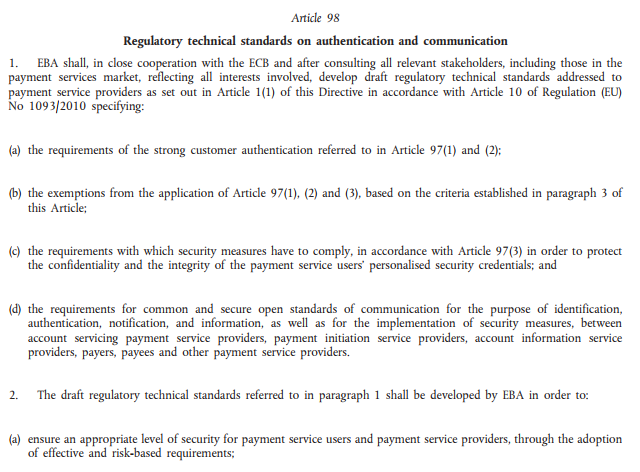 Article 98
Regulatory technical standards on authentication and communication
1. EBA shall, in close cooperation with the ECB and after consulting all relevant stakeholders, including those in the
payment services market, reflecting all interests involved, develop draft regulatory technical standards addressed to
payment service providers as set out in Article 1(1) of this Directive in accordance with Article 10 of Regulation (EU)
No 1093/2010 specifying:
(a) the requirements of the strong customer authentication referred to in Article 97(1) and (2);
(b) the exemptions from the application of Article 97(1), (2) and (3), based on the criteria established in paragraph 3 of
this Article;
(c) the requirements with which security measures have to comply, in accordance with Article 97(3) in order to protect
the confidentiality and the integrity of the payment service users' personalised security credentials; and
(d) the requirements for common and secure open standards of communication for the purpose of identification,
authentication, notification, and information, as well as for the implementation of security measures, between
account servicing payment service providers, payment initiation service providers, account information service
providers, payers, payees and other payment service providers.
2. The draft regulatory technical standards referred to in paragraph 1 shall be developed by EBA in order to:
(a) ensure an appropriate level of security for payment service users and payment service providers, through the adoption
of effective and risk-based requirements;